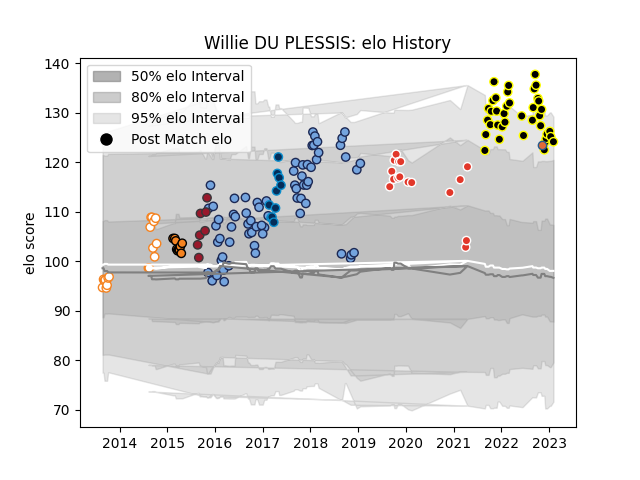 Willie DU PLESSIS: elo History
50% elo Interval
80% elo Interval
95% elo Interval
Post Match elo
elo score
140
130
120
110
100
90
80
70
2014 2015 2016 2017 2018 2019 2020 2021 2022 2023